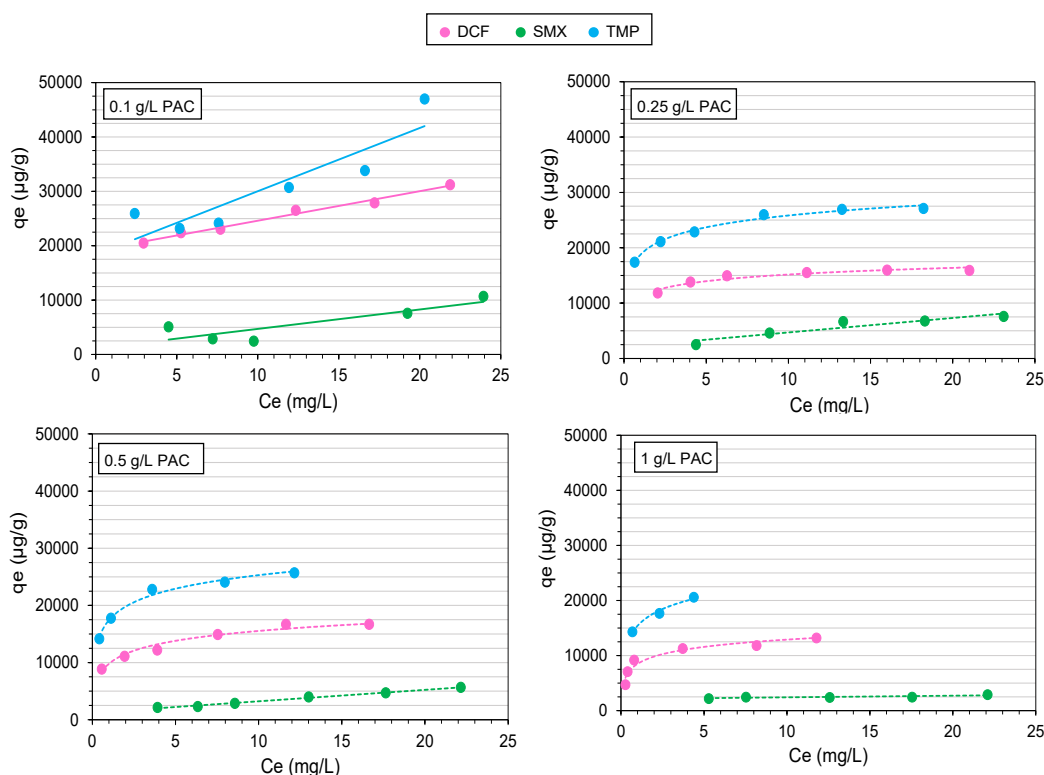 DCF SMX TMP
0.1 g/L PAC
qe (µg/g)
50000
40000
30000
20000
10000
0
0 5 10 15 20 25
Ce (mg/L)
0.25 g/L PAC
qe (µg/g)
50000
40000
30000
20000
10000
0
0 5 10 15 20 25
Ce (mg/L)
0.5 g/L PAC
qe (µg/g)
50000
40000
30000
20000
10000
0
0 5 10 15 20 25
Ce (mg/L)
1 g/L PAC
qe (µg/g)
50000
40000
30000
20000
10000
0
0 5 10 15 20 25
Ce (mg/L)